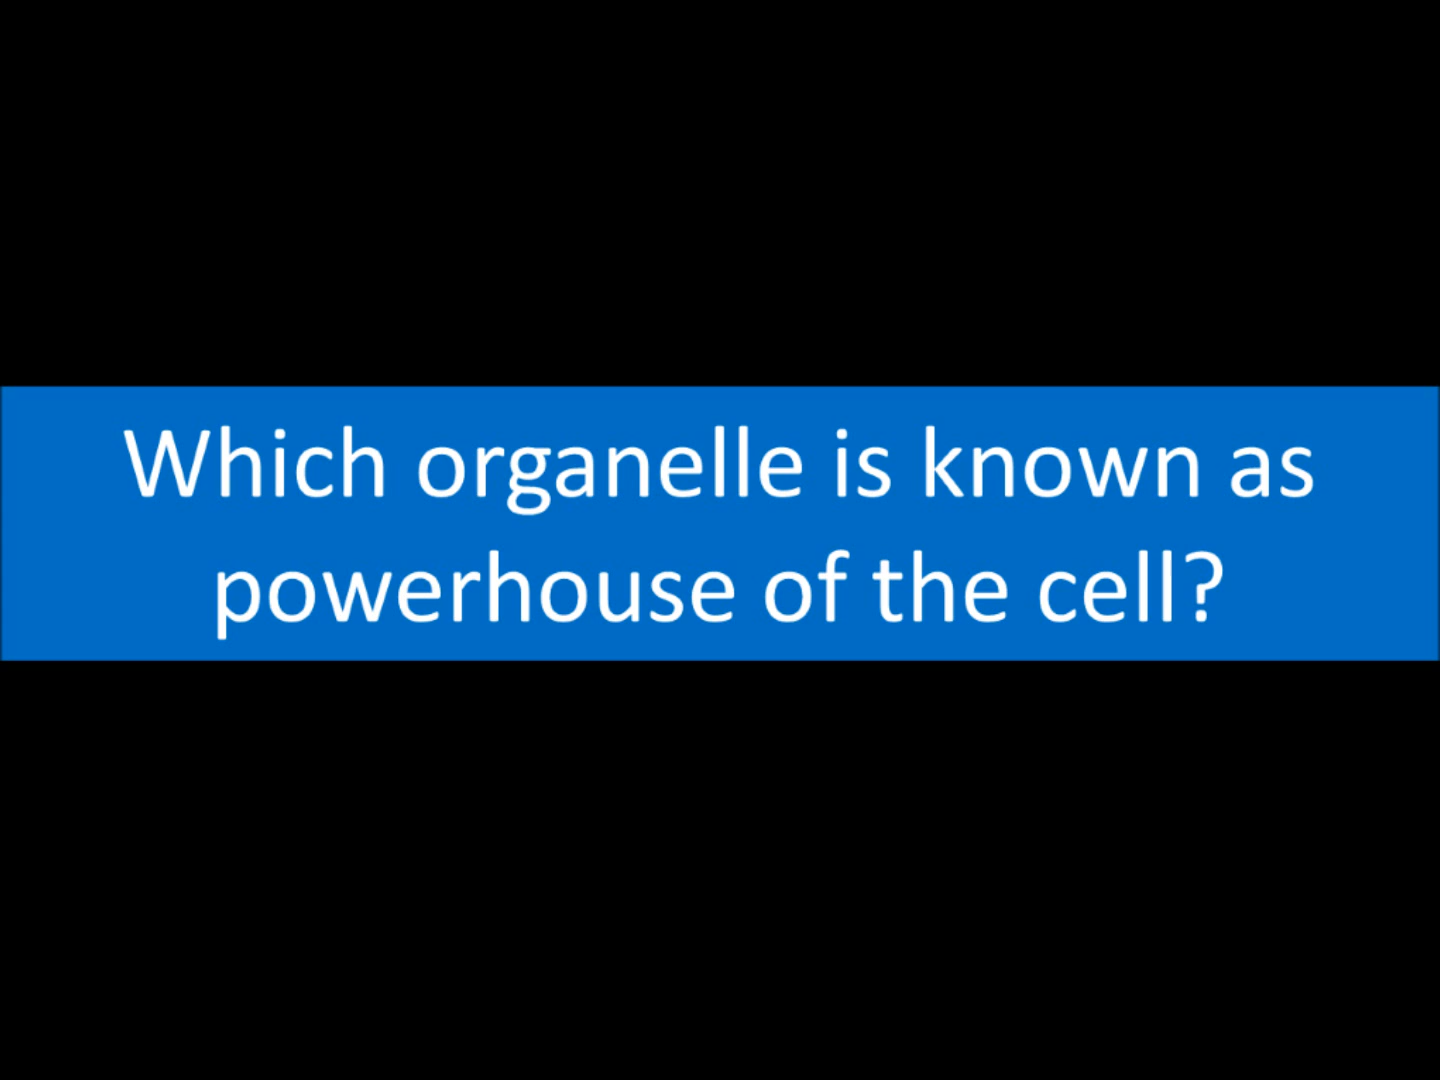 Which organelle is known as
powerhouse of the cell?